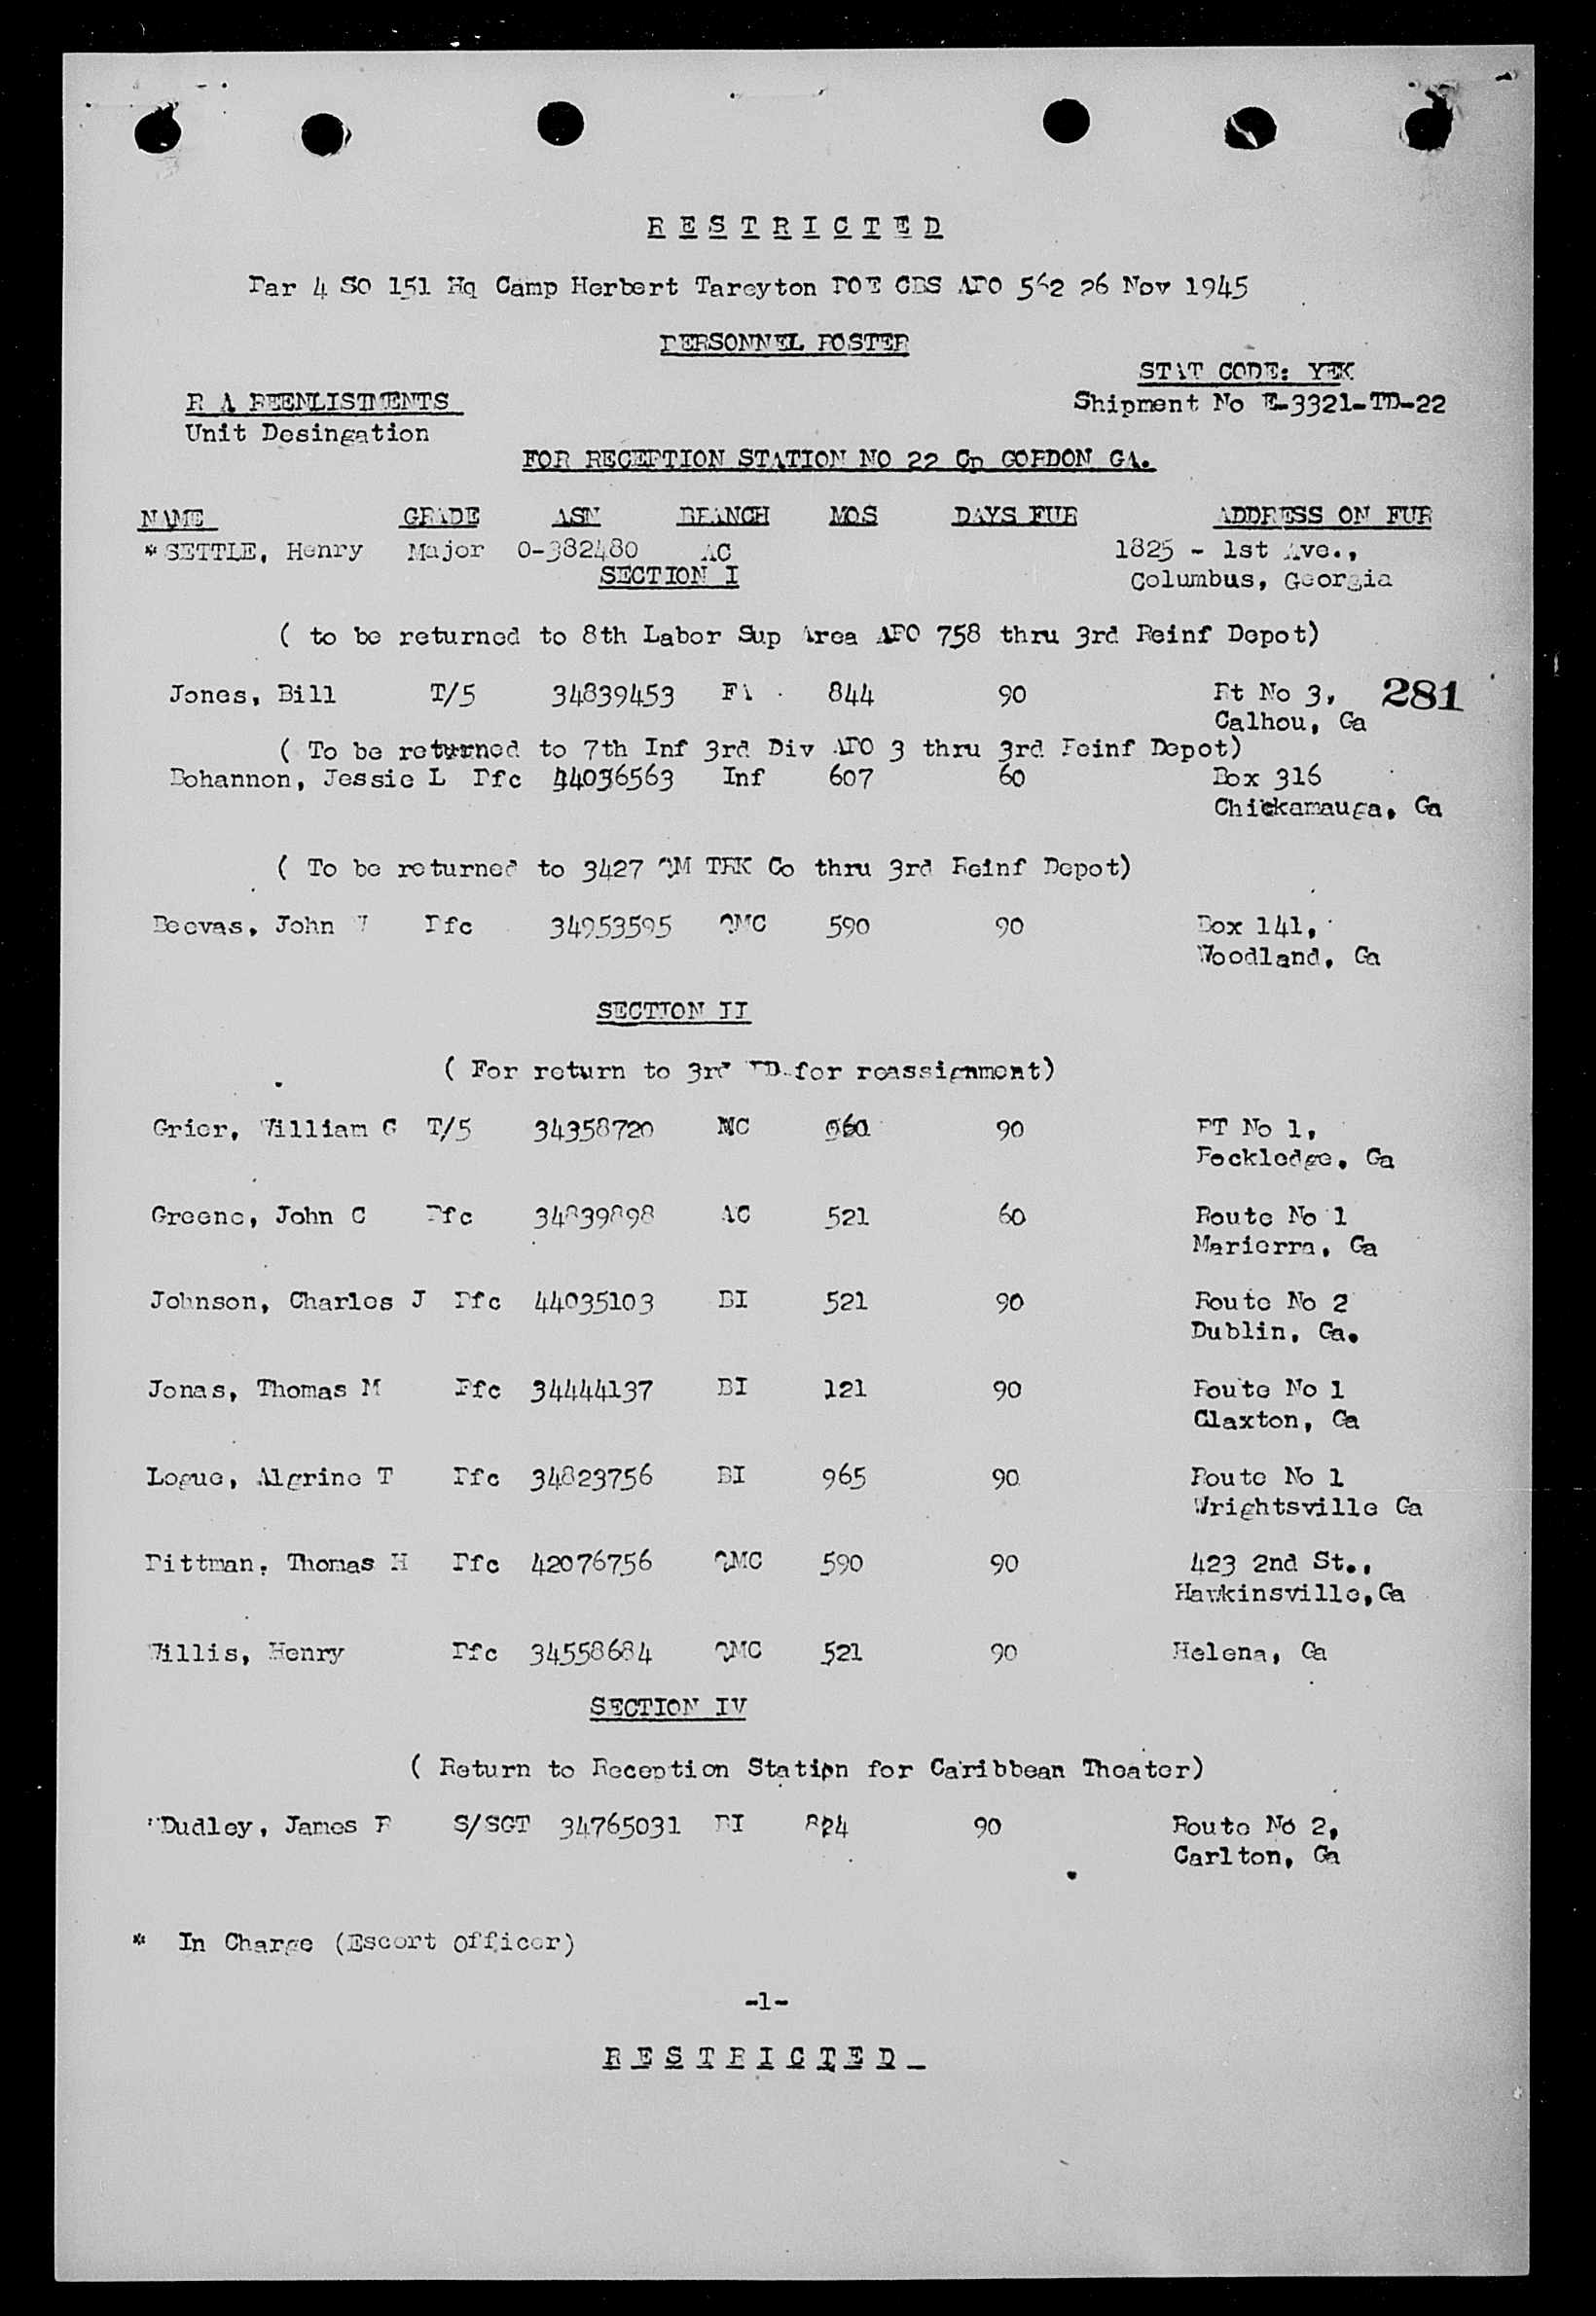 RESTRICTED
Par 4 SO 151 Hq Camp Herbert Tareyton POE CBS APO 562 26 Nov 1945
PERSONNEL ROSTER
STAT CODE: YEK
R A REENLISTMENTS Shipment No E-3321-TD-22
Unit Desingation
FOR RECEPTION STATION NO 22 Cp GORDON GA.
NAME GRADE ASN BRANCH MOS DAYS FUR ADDRESS ON FUR
*SETTLE, Henry Major O-382480 AC 1825 - 1st Ave.,
SECTION I Columbus, Georgia
( to be returned to 8th Labor Sup Area APO 758 thru 3rd Reinf Depot)
Jones, Bill T/5 34839453 FA 844 90 Rt No 3, 281
Calhou, Ga
( To be returned to 7th Inf 3rd Div APO 3 thru 3rd Reinf Depot)
Bohannon, Jessie L Pfc 44036563 Inf 607 60 Box 316
Chickamauga, Ga
( To be returned to 3427 QM TRK Co thru 3rd Reinf Depot)
Beevas, John W Pfc 34953595 QMC 590 90 Box 141,
Woodland, Ga
SECTION II
( For return to 3rd for reassignment)
Grier, William G T/5 34358720 MC 060 90 RT No 1,
Rockledge, Ga
Greene, John C Pfc 34839898 AC 521 60 Route No 1
Marierra, Ga
Johnson, Charles J Pfc 44035103 BI 521 90 Route No 2
Dublin, Ga.
Jonas, Thomas M Pfc 34444137 BI 121 90 Route No 1
Claxton, Ga
Logue, Algrine T Pfc 34823756 BI 965 90 Route No 1
Wrightsville Ga
Pittman, Thomas H Pfc 42076756 QMC 590 90 423 2nd St.,
Hawkinsville,Ga
Willis, Henry Pfc 34558684 QMC 521 90 Helena, Ga
SECTION IV
( Return to Reception Station for Caribbean Theater)
"Dudley, James R S/SGT 34765031 BI 824 90 Route No 2,
Carlton, Ga
* In Charge (Escort Officer)
-1-
RESTRICTED